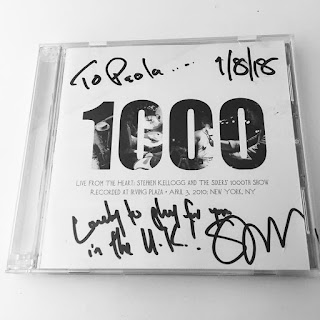 To Paola.... 9/8/15
1000
LIVE FROM THE HEART: STEPHEN KELLOGG AND THE SIXERS' 1000TH SHOW
RECORDED AT IRVING PLAZA • APRIL 3, 2010; NEW YORK, NY
Lovely to play for you
in the U.K.!